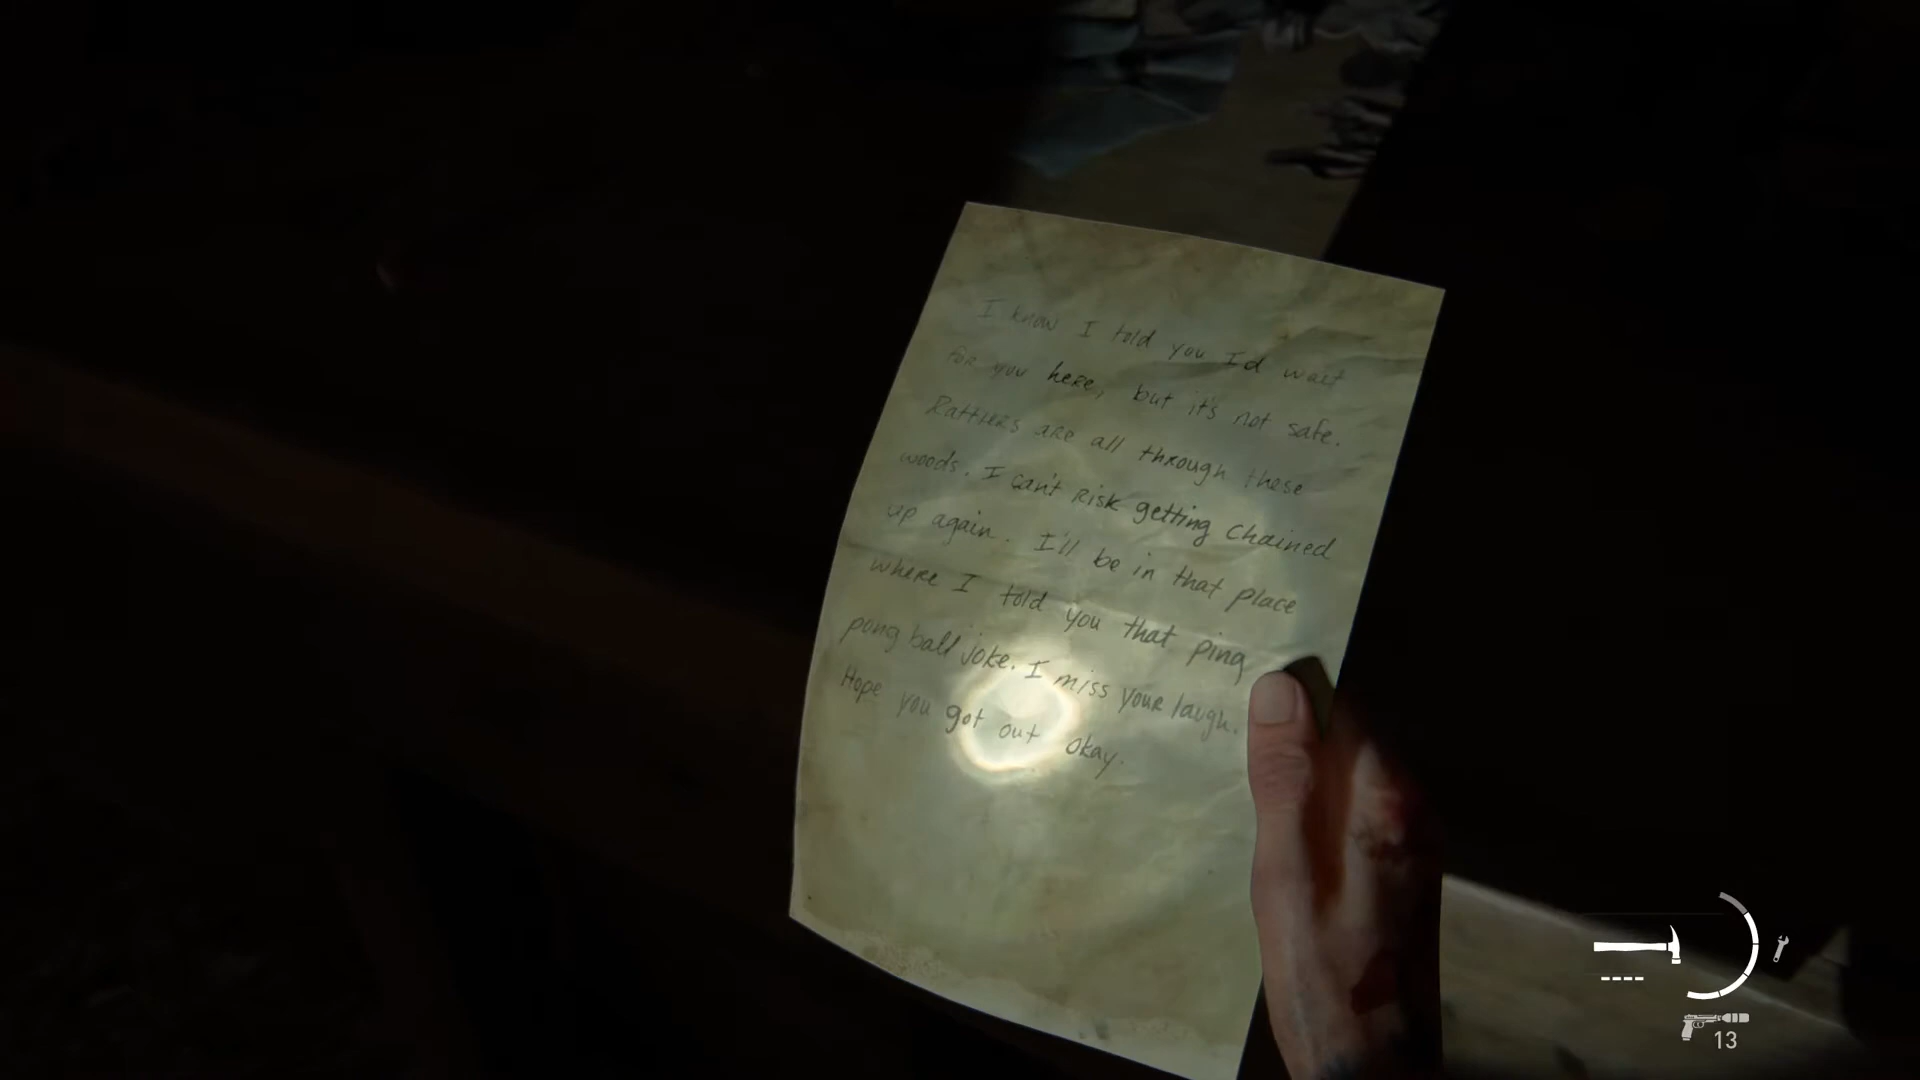 I know I told you I'd wait
for you here, but it's not safe.
Rattlers are all through these
woods. I can't risk getting chained
up again. I'll be in that place
where I told you that ping
pong ball joke. I miss your laugh.
Hope you got out okay.
13